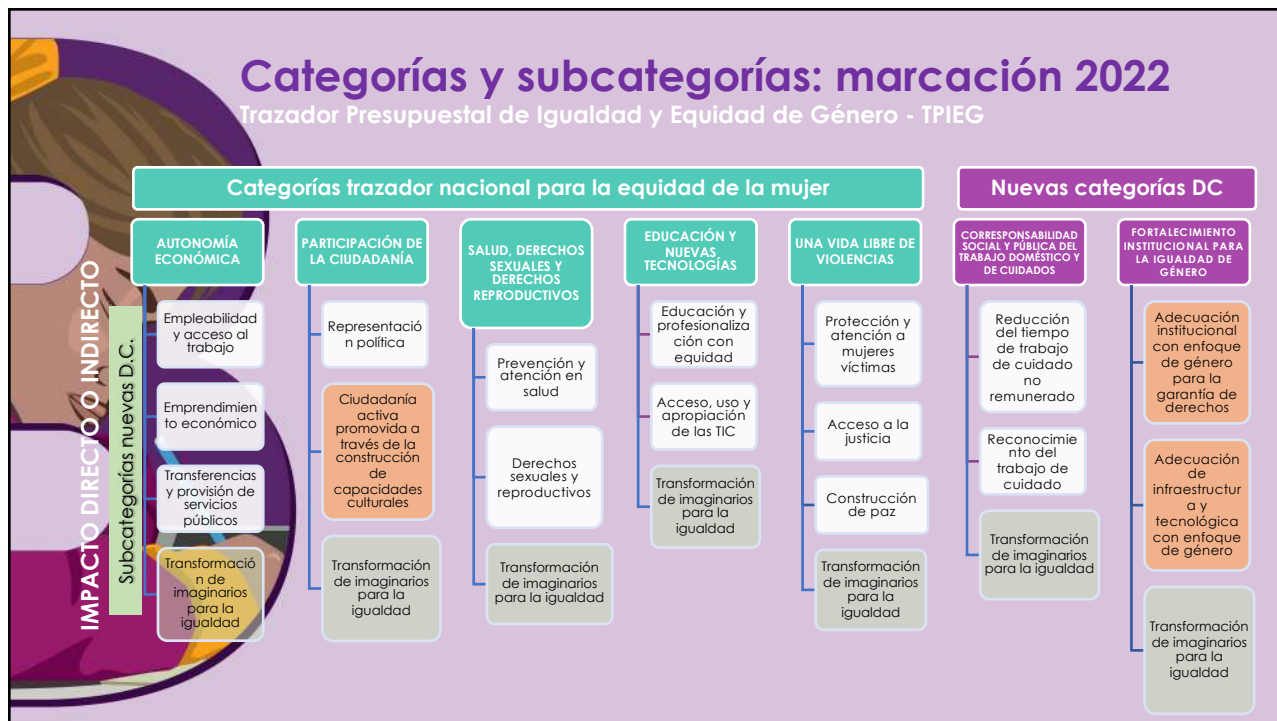 Categorías y subcategorías: marcación 2022
Trazador Presupuestal de Igualdad y Equidad de Género - TPIEG
IMPACTO DIRECTO O INDIRECTO
Subcategorías nuevas D.C.
Categorías trazador nacional para la equidad de la mujer
AUTONOMÍA
ECONÓMICA
Empleabilidad
y acceso al
trabajo
Emprendimien
to económico
Transferencias
y provisión de
servicios
públicos
Transformació
n de
imaginarios
para la
igualdad
PARTICIPACIÓN DE
LA CIUDADANÍA
Representació
n política
Ciudadanía
activa
promovida a
través de la
construcción
de
capacidades
culturales
Transformación
de imaginarios
para la
igualdad
SALUD, DERECHOS
SEXUALES Y
DERECHOS
REPRODUCTIVOS
Prevención y
atención en
salud
Derechos
sexuales y
reproductivos
Transformación
de imaginarios
para la igualdad
EDUCACIÓN Y
NUEVAS
TECNOLOGÍAS
Educación y
profesionaliza
ción con
equidad
Acceso, uso y
apropiación
de las TIC
Transformación
de imaginarios
para la
igualdad
UNA VIDA LIBRE DE
VIOLENCIAS
Protección y
atención a
mujeres
víctimas
Acceso a la
justicia
Construcción
de paz
Transformación
de imaginarios
para la
igualdad
Nuevas categorías DC
CORRESPONSABILIDAD
SOCIAL Y PÚBLICA DEL
TRABAJO DOMÉSTICO Y
DE CUIDADOS
Reducción
del tiempo
de trabajo
de cuidado
no
remunerado
Reconocimie
nto del
trabajo de
cuidado
Transformación
de imaginarios
para la igualdad
FORTALECIMIENTO
INSTITUCIONAL PARA
LA IGUALDAD DE
GÉNERO
Adecuación
institucional
con enfoque
de género
para la
garantía de
derechos
Adecuación
de
infraestructur
a y
tecnológica
con enfoque
de género
Transformación
de imaginarios
para la
igualdad